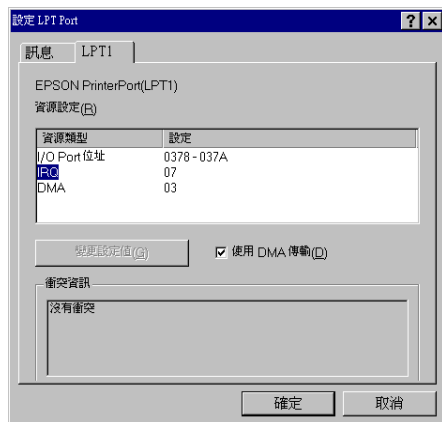 設定 LPT Port
訊息 LPT1
EPSON PrinterPort(LPT1)
資源設定(R)
資源類型 設定
I/O Port 位址 0378 - 037A
IRQ 07
DMA 03
變更設定值(G) 使用 DMA 傳輸(D)
衝突資訊
沒有衝突
確定 取消